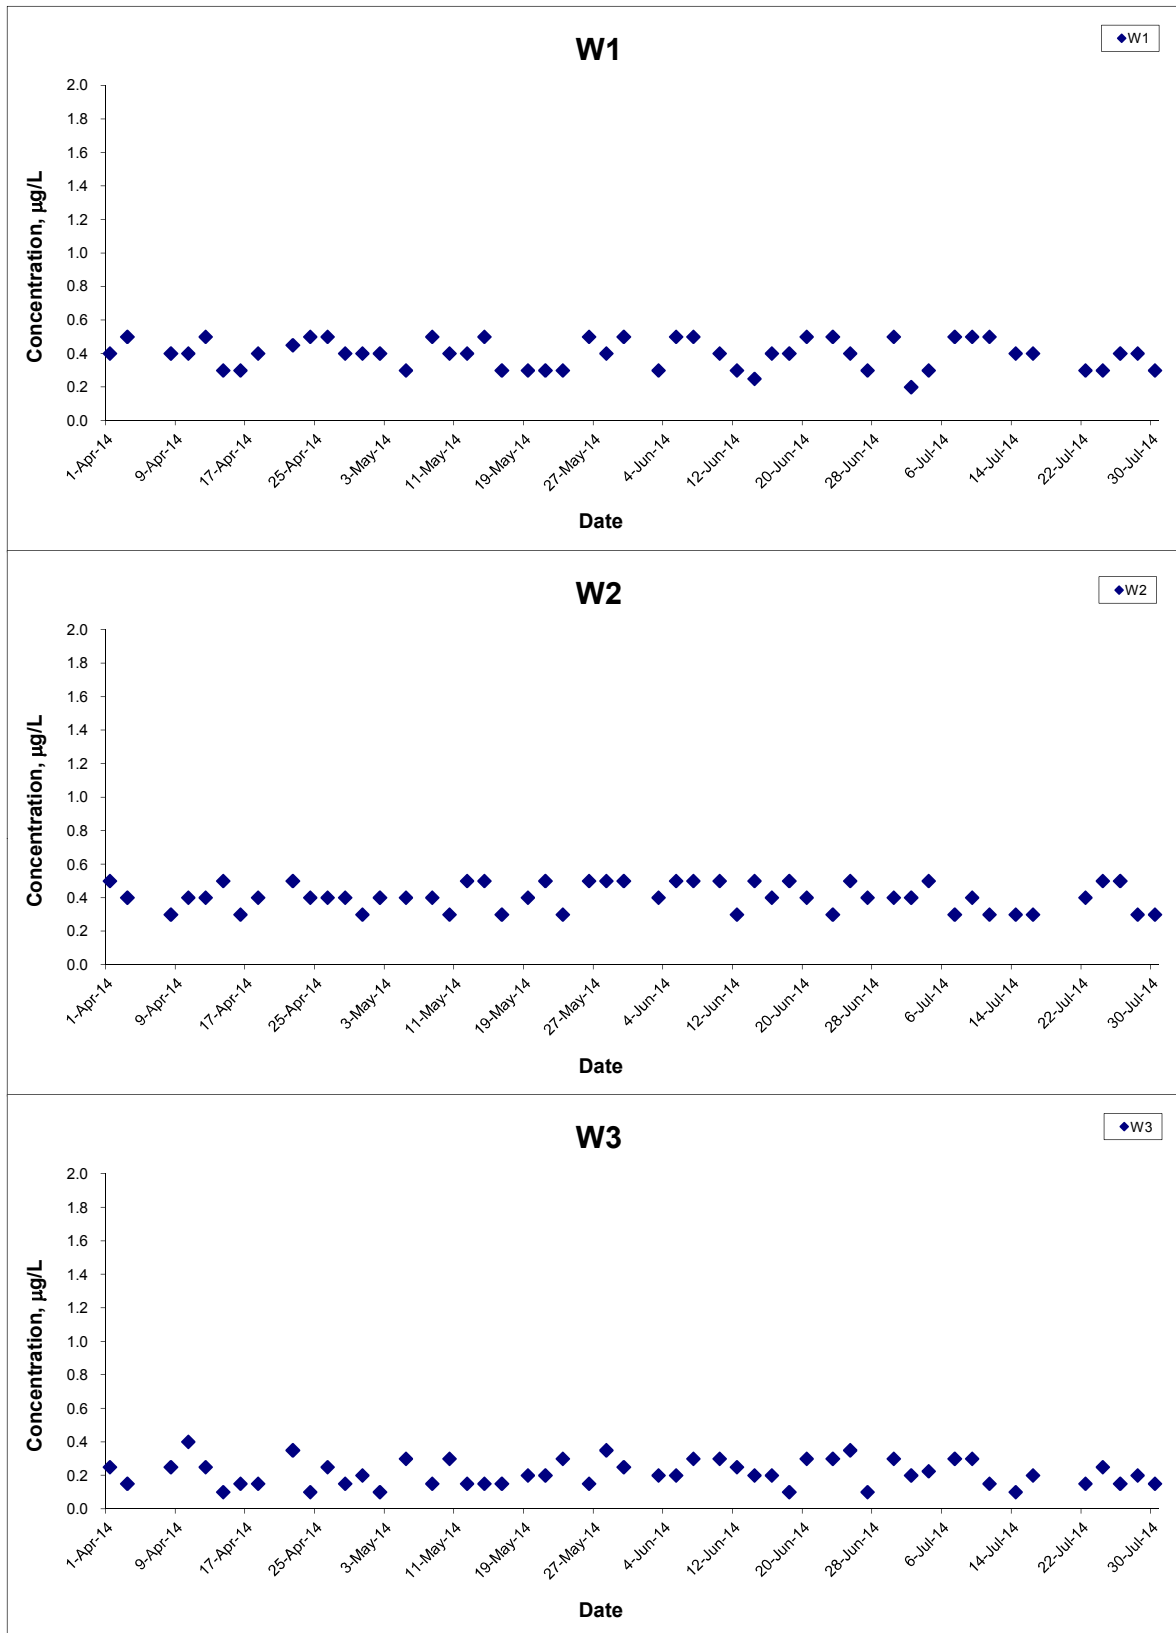 W1
W1
2.0
1.8
1.6
1.4
1.2
1.0
0.8
0.6
0.4
0.2
0.0
Concentration, µg/L
1-Apr-14 9-Apr-14 17-Apr-14 25-Apr-14 3-May-14 11-May-14 19-May-14 27-May-14 4-Jun-14 12-Jun-14 20-Jun-14 28-Jun-14 6-Jul-14 14-Jul-14 22-Jul-14 30-Jul-14
Date
W2
W2
2.0
1.8
1.6
1.4
1.2
1.0
0.8
0.6
0.4
0.2
0.0
Concentration, µg/L
1-Apr-14 9-Apr-14 17-Apr-14 25-Apr-14 3-May-14 11-May-14 19-May-14 27-May-14 4-Jun-14 12-Jun-14 20-Jun-14 28-Jun-14 6-Jul-14 14-Jul-14 22-Jul-14 30-Jul-14
Date
W3
W3
2.0
1.8
1.6
1.4
1.2
1.0
0.8
0.6
0.4
0.2
0.0
Concentration, µg/L
1-Apr-14 9-Apr-14 17-Apr-14 25-Apr-14 3-May-14 11-May-14 19-May-14 27-May-14 4-Jun-14 12-Jun-14 20-Jun-14 28-Jun-14 6-Jul-14 14-Jul-14 22-Jul-14 30-Jul-14
Date